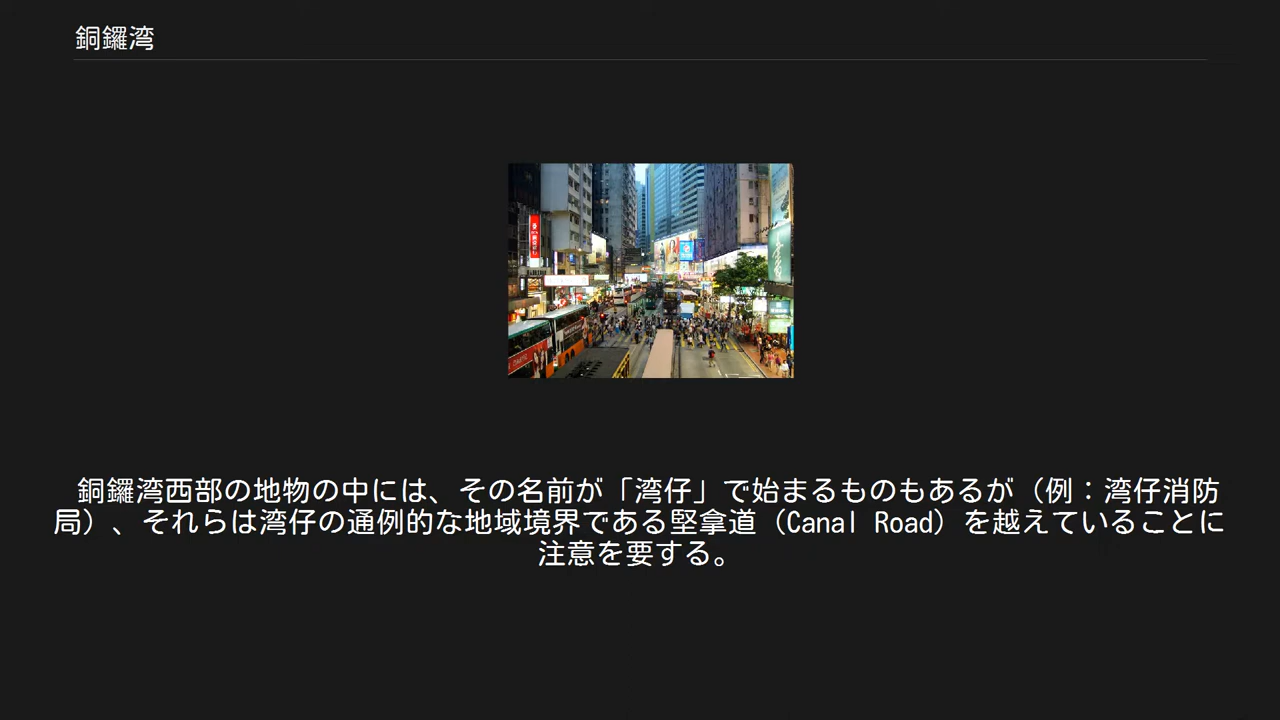 銅鑼湾
銅鑼湾西部の地物の中には、その名前が「湾仔」で始まるものもあるが（例：湾仔消防
局）、それらは湾仔の通例的な地域境界である堅拿道（Canal Road）を越えていることに
注意を要する。